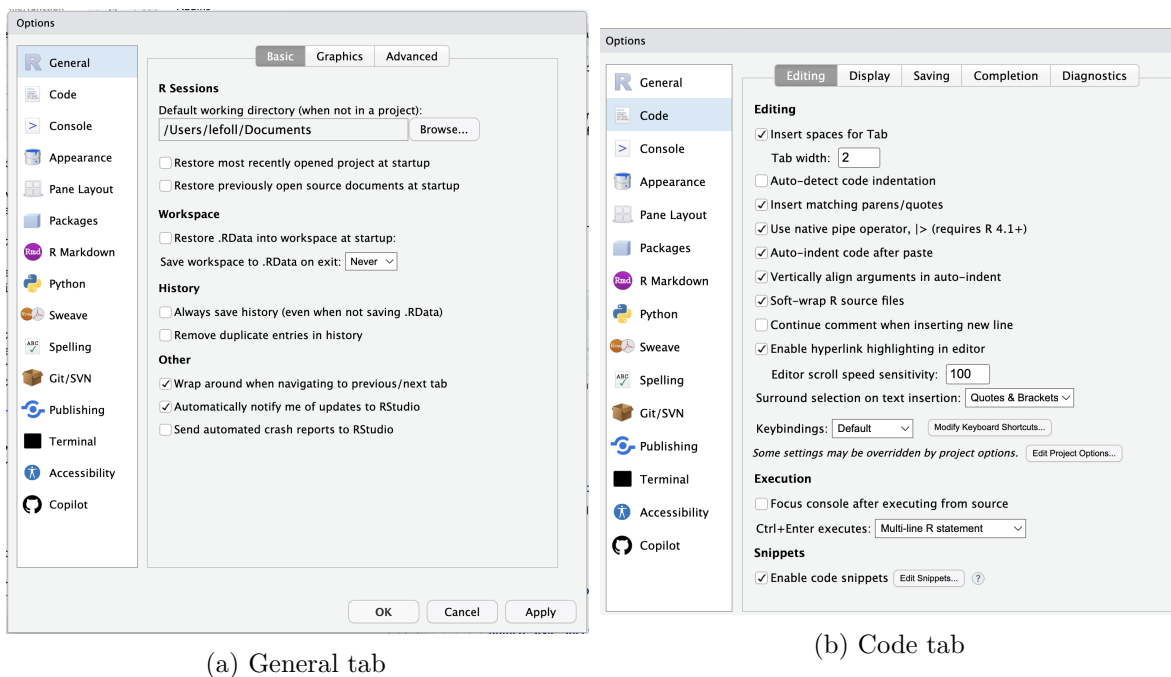 Options
General
Code
Console
Appearance
Pane Layout
Packages
R Markdown
Python
Sweave
Spelling
Git/SVN
Publishing
Terminal
Accessibility
Copilot
Basic Graphics Advanced
R Sessions
Default working directory (when not in a project):
/Users/lefoll/Documents Browse...
Restore most recently opened project at startup
Restore previously open source documents at startup
Workspace
Restore .RData into workspace at startup:
Save workspace to .RData on exit: Never
History
Always save history (even when not saving .RData)
Remove duplicate entries in history
Other
Wrap around when navigating to previous/next tab
Automatically notify me of updates to RStudio
Send automated crash reports to RStudio
OK Cancel Apply
(a) General tab
Options
General
Code
Console
Appearance
Pane Layout
Packages
R Markdown
Python
Sweave
Spelling
Git/SVN
Publishing
Terminal
Accessibility
Copilot
Editing Display Saving Completion Diagnostics
Editing
Insert spaces for Tab
Tab width: 2
Auto-detect code indentation
Insert matching parens/quotes
Use native pipe operator, |> (requires R 4.1+)
Auto-indent code after paste
Vertically align arguments in auto-indent
Soft-wrap R source files
Continue comment when inserting new line
Enable hyperlink highlighting in editor
Editor scroll speed sensitivity: 100
Surround selection on text insertion: Quotes & Brackets
Keybindings: Default Modify Keyboard Shortcuts...
Some settings may be overridden by project options. Edit Project Options...
Execution
Focus console after executing from source
Ctrl+Enter executes: Multi-line R statement
Snippets
Enable code snippets Edit Snippets... ?
(b) Code tab